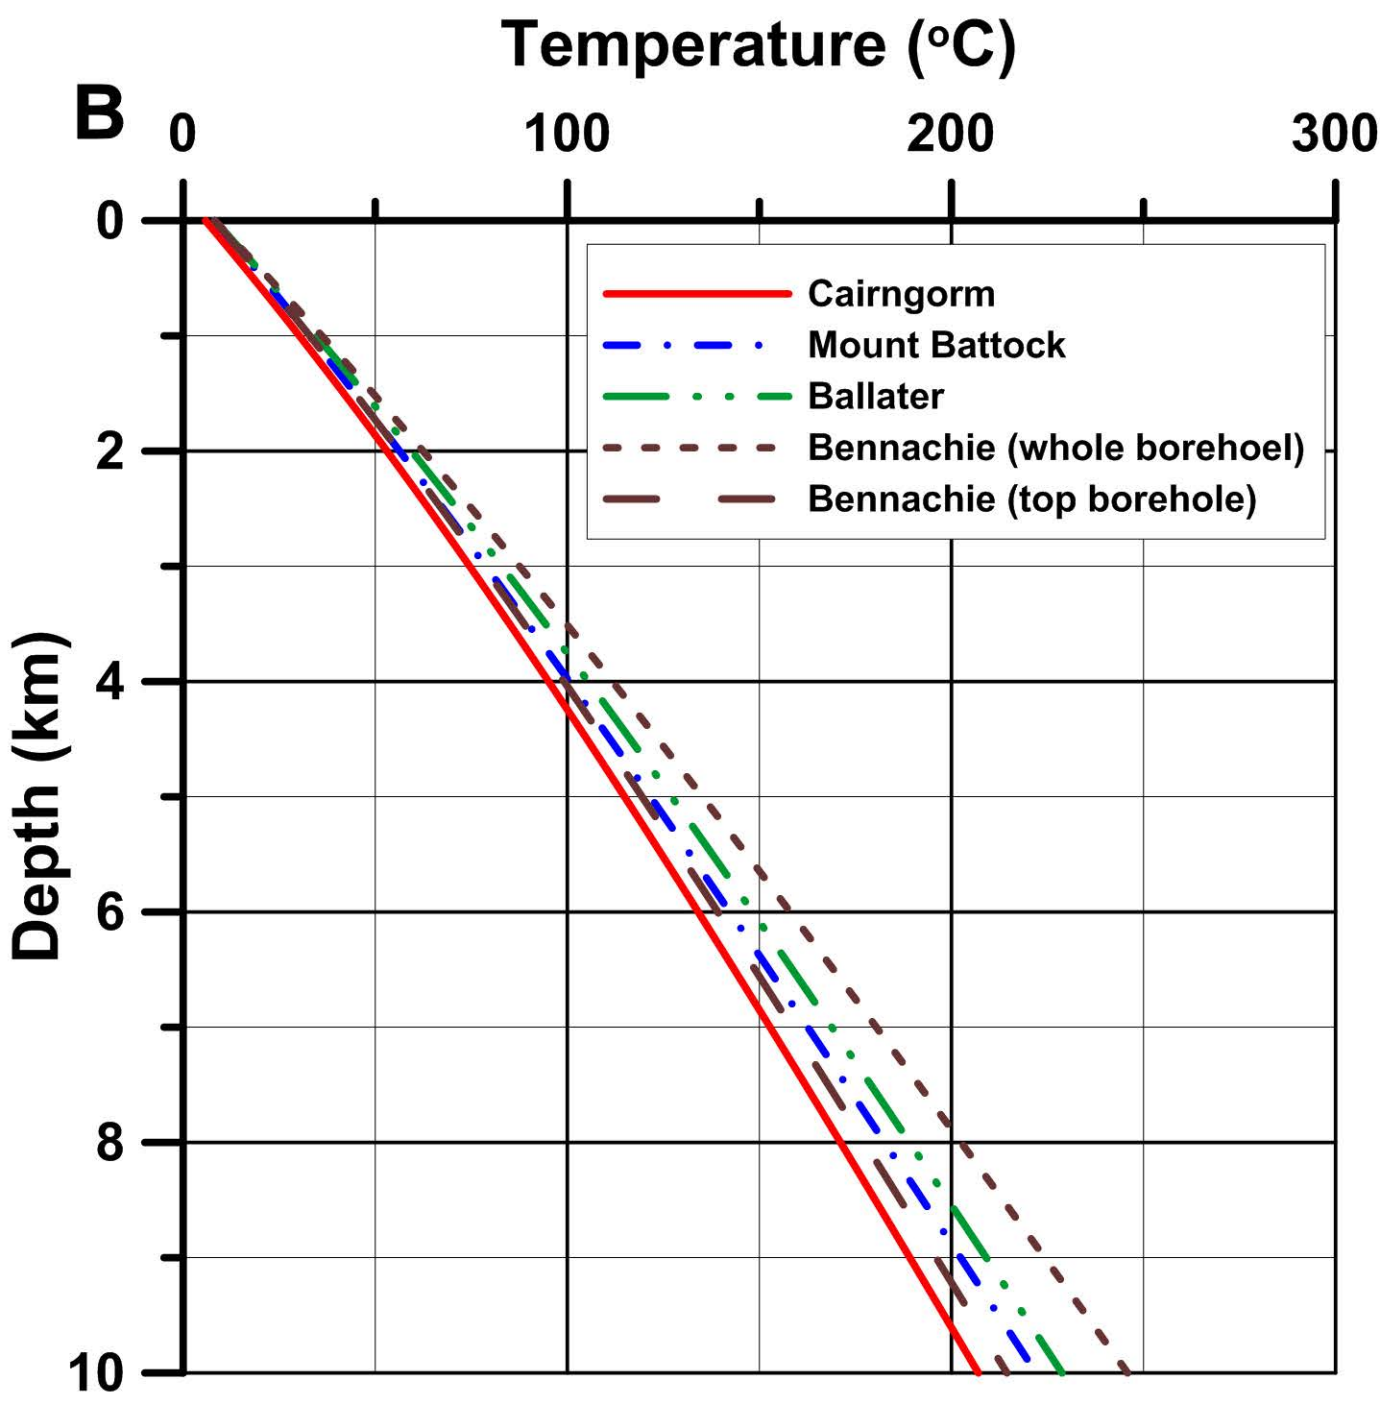 Temperature (°C)
B
0 100 200 300
0
2
4
6
8
10
Depth (km)
Cairngorm
Mount Battock
Ballater
Bennachie (whole borehoel)
Bennachie (top borehole)